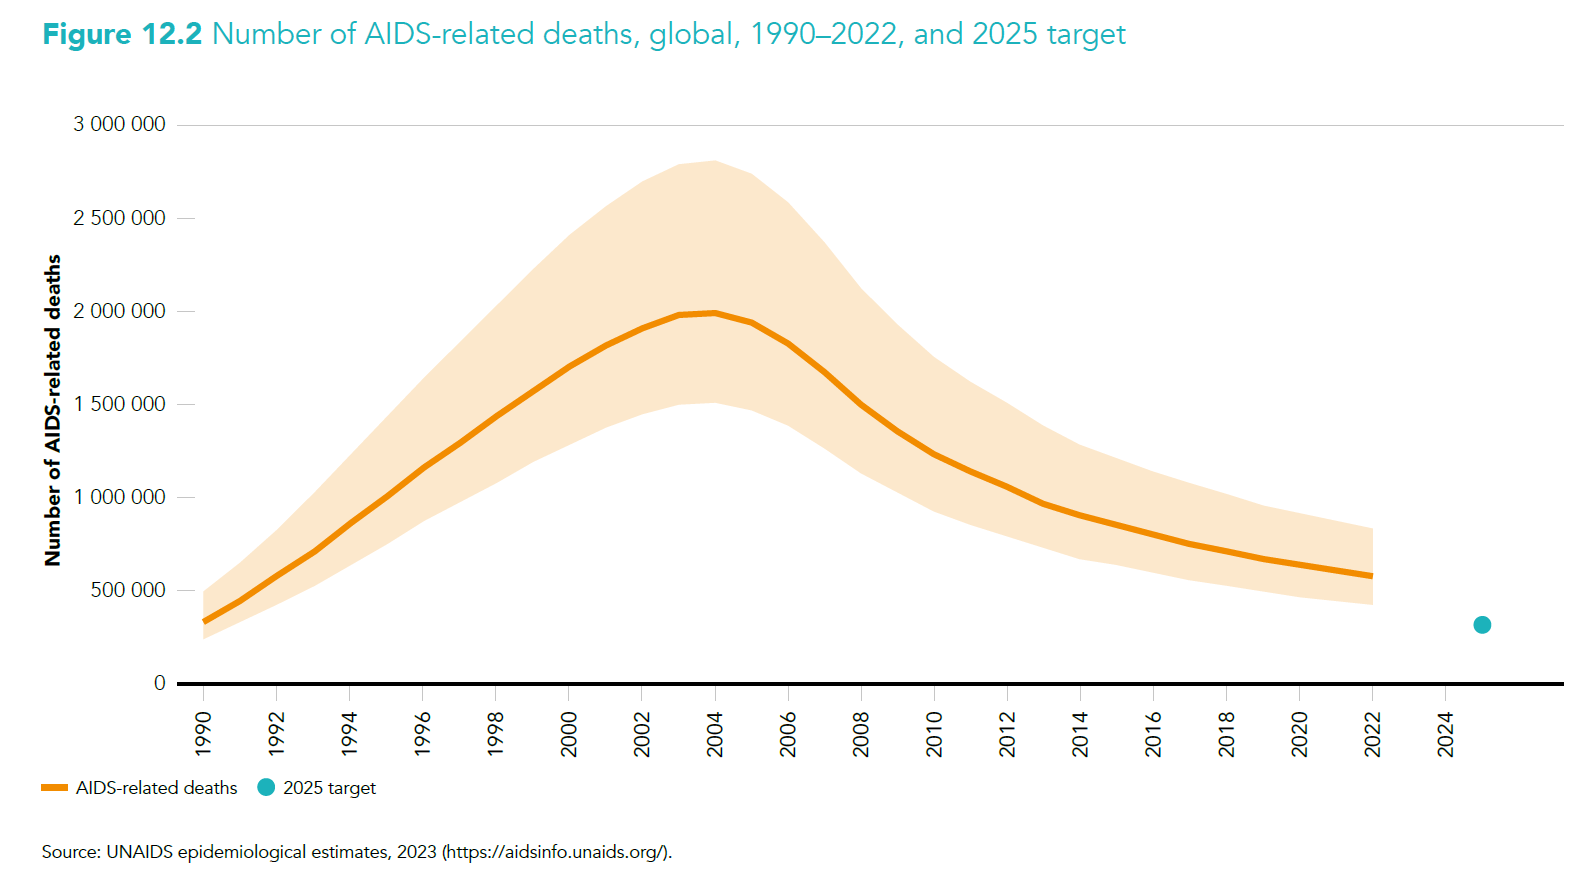 Figure 12.2 Number of AIDS-related deaths, global, 1990–2022, and 2025 target
3 000 000
2 500 000
2 000 000
1 500 000
1 000 000
500 000
0
Number of AIDS-related deaths
1990
1992
1994
1996
1998
2000
2002
2004
2006
2008
2010
2012
2014
2016
2018
2020
2022
2024
AIDS-related deaths
2025 target
Source: UNAIDS epidemiological estimates, 2023 (https://aidsinfo.unaids.org/).